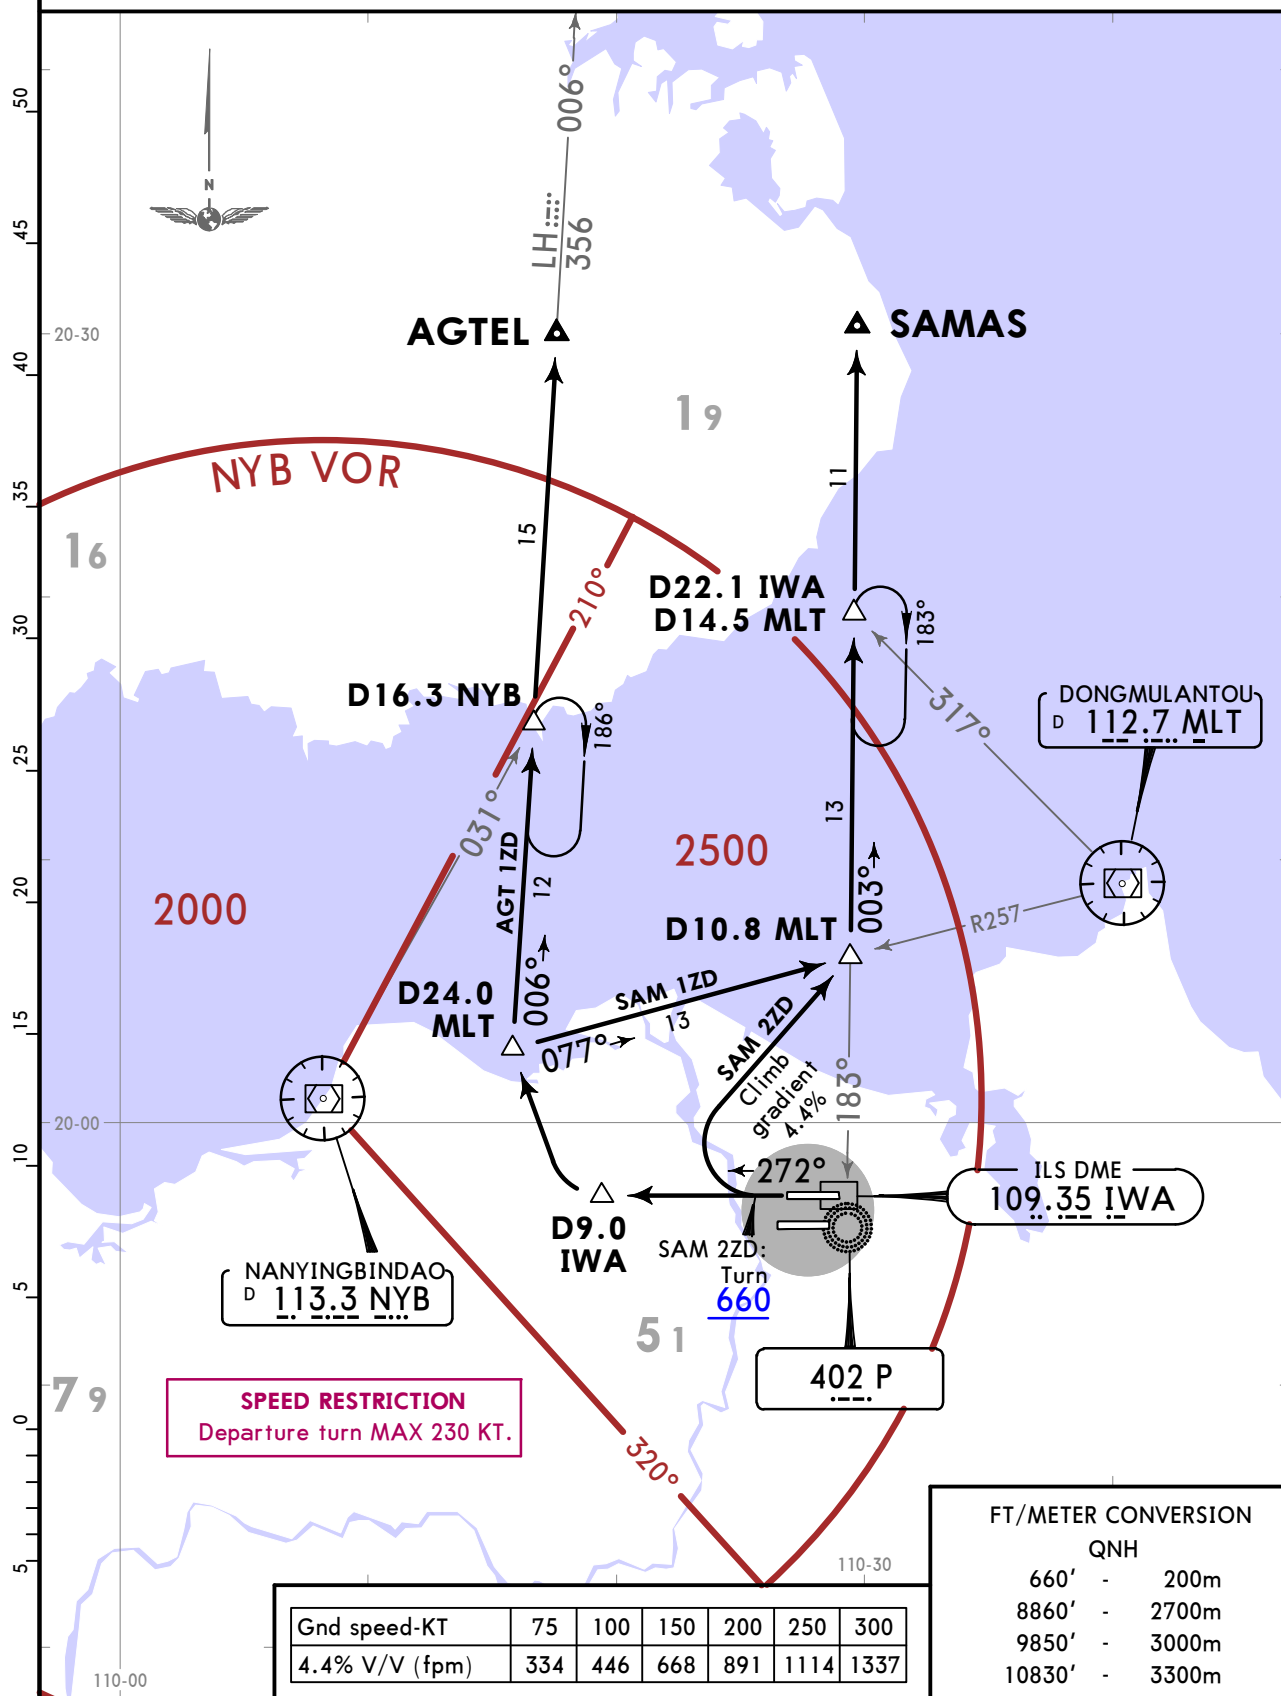 006°
LH
356
N
50
45
40
35
30
25
20
15
10
5
0
5
20-30
AGTEL
SAMAS
19
NYB VOR
16
15
11
210°
D22.1 IWA
D14.5 MLT
183°
D16.3 NYB
186°
317°
DONGMULANTOU
D 112.7 MLT
031°
AGT 1ZD
12
13
2500
2000
003°
R257
D10.8 MLT
D24.0
MLT
006°
SAM 1ZD
13
077°
SAM 2ZD
Climb
gradient
4.4%
183°
20-00
272°
ILS DME
109.35 IWA
D9.0
IWA
SAM 2ZD:
Turn
660
NANYINGBINDAO
D 113.3 NYB
51
402 P
79
SPEED RESTRICTION
Departure turn MAX 230 KT.
320°
110-30
FT/METER CONVERSION
QNH
660' - 200m
8860' - 2700m
9850' - 3000m
10830' - 3300m
Gnd speed-KT 75 100 150 200 250 300
4.4% V/V (fpm) 334 446 668 891 1114 1337
110-00